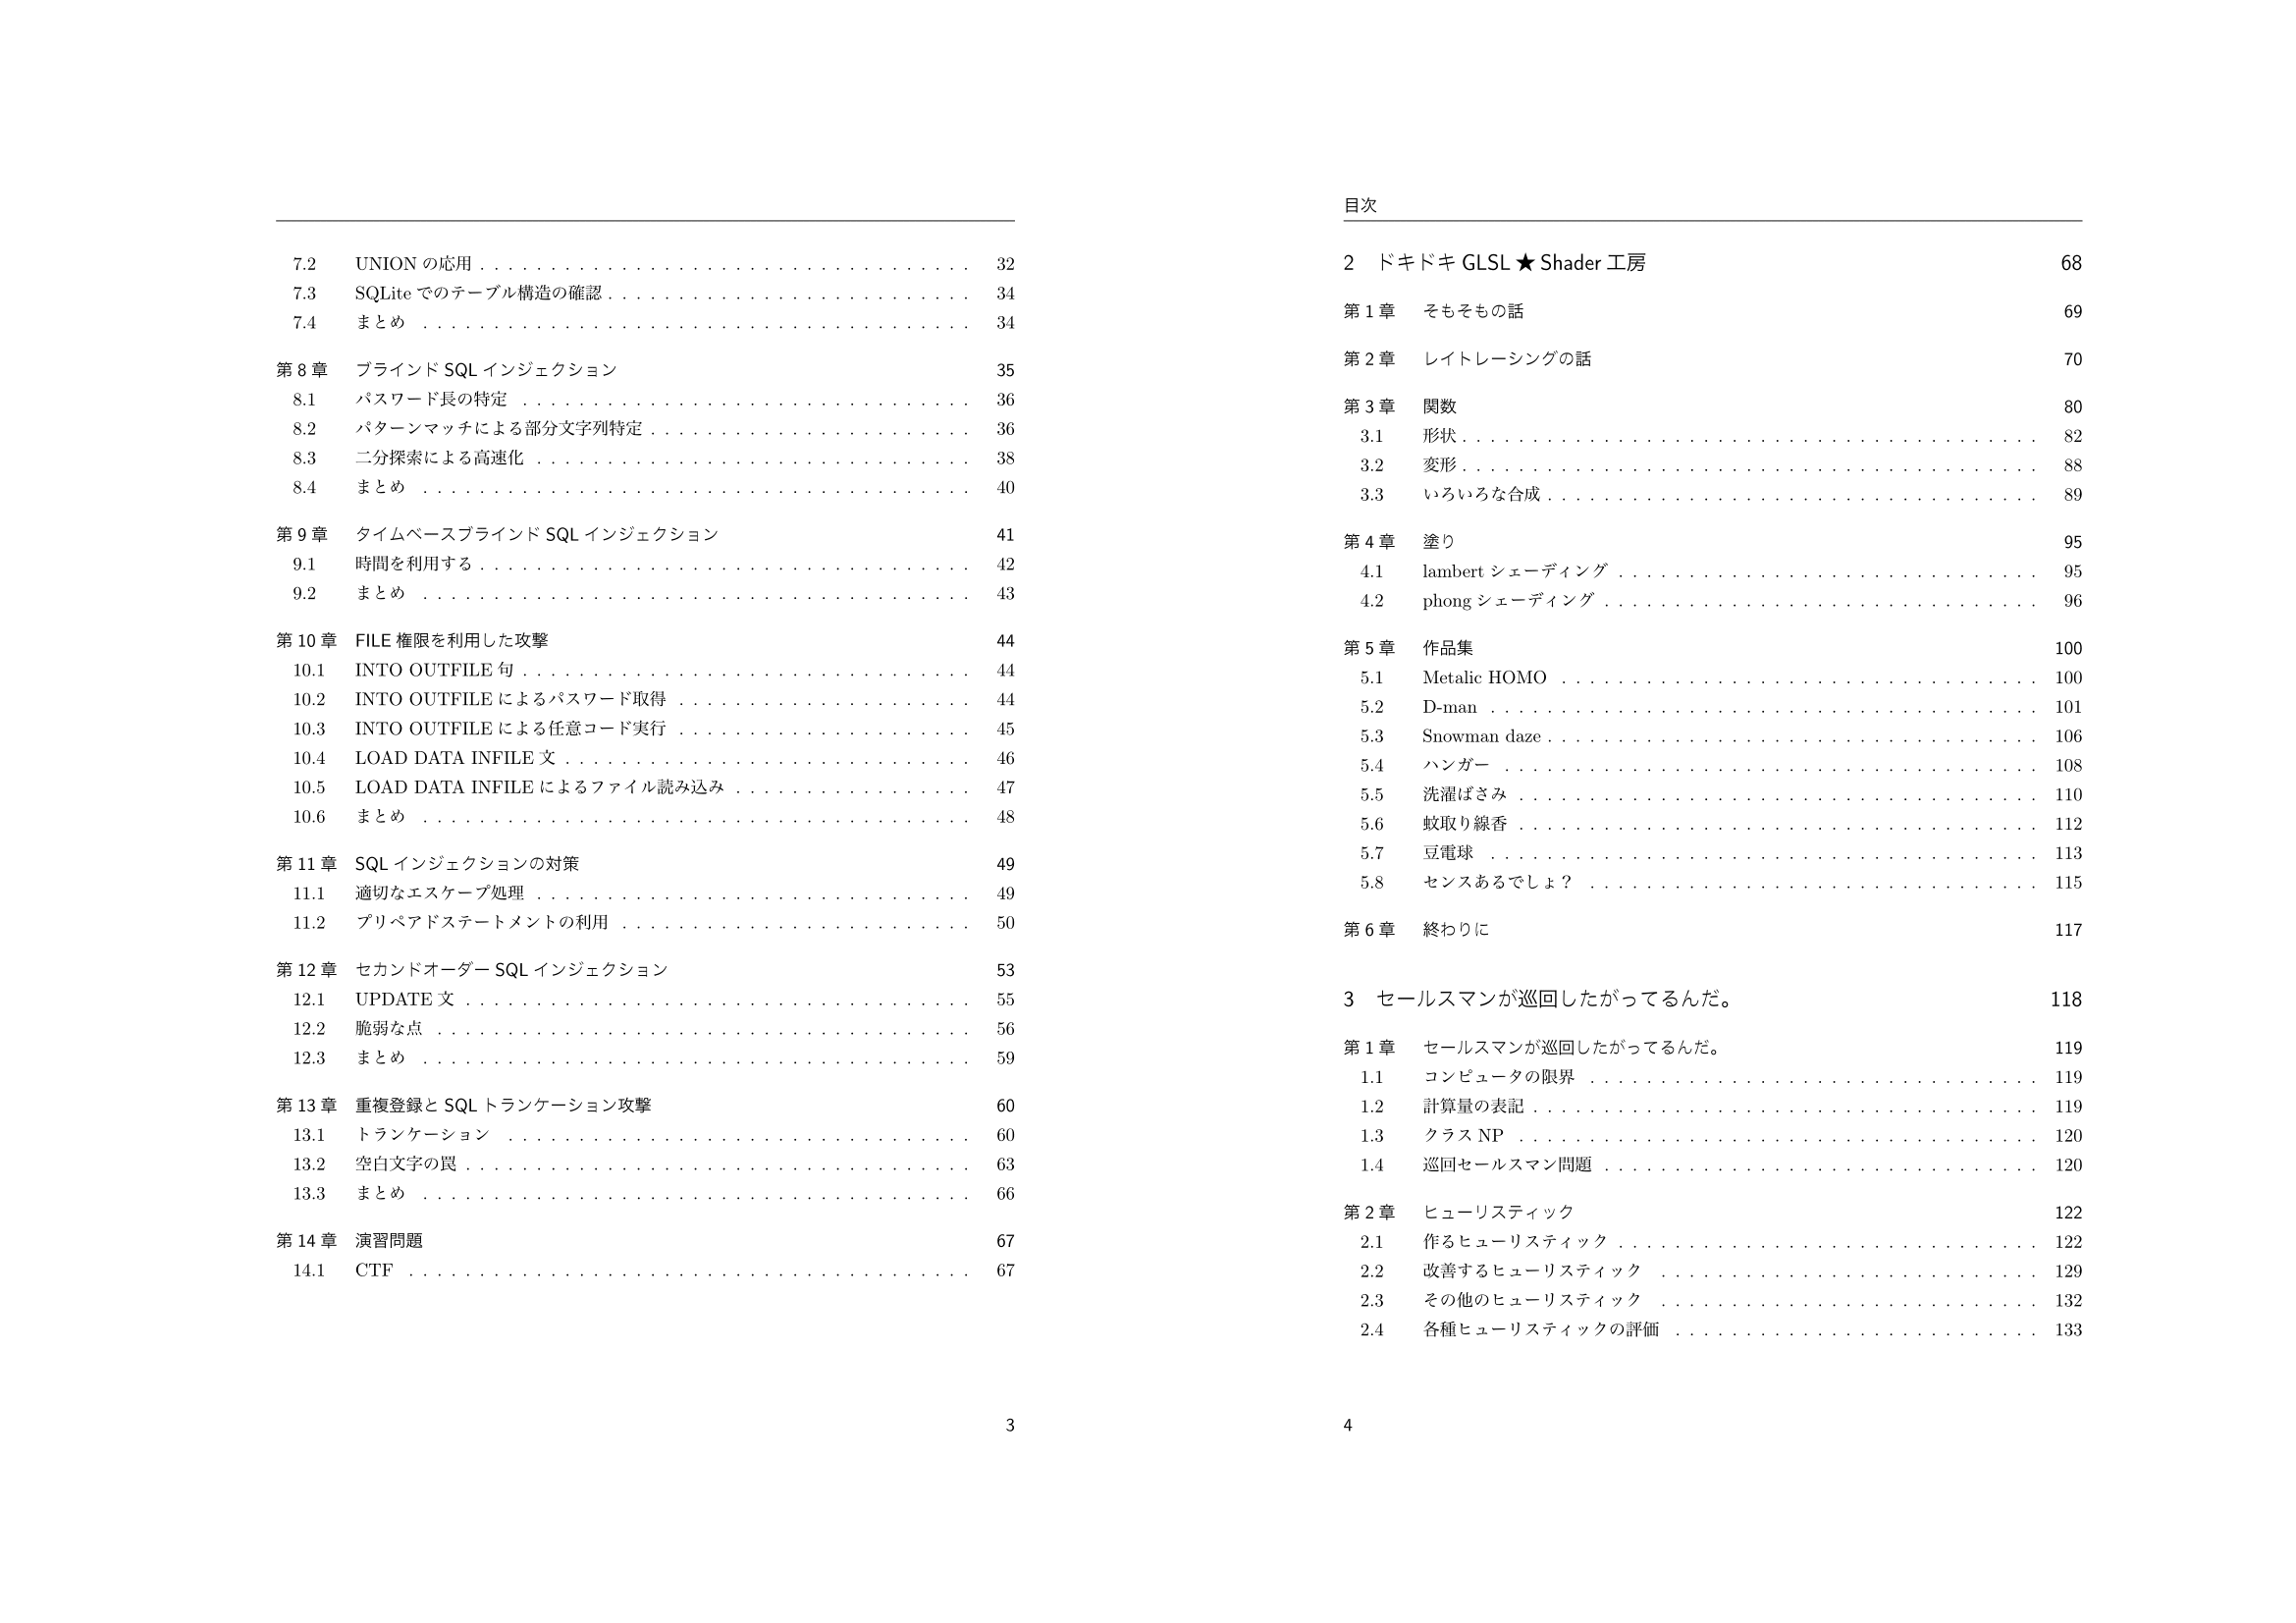 7.2 UNION の応用 . . . . . . . . . . . . . . . . . . . . . . . . . . . . . . . . . . . 32
7.3 SQLite でのテーブル構造の確認 . . . . . . . . . . . . . . . . . . . . . . . . . . 34
7.4 まとめ . . . . . . . . . . . . . . . . . . . . . . . . . . . . . . . . . . . . . . . 34
第 8 章 ブラインド SQL インジェクション 35
8.1 パスワード長の特定 . . . . . . . . . . . . . . . . . . . . . . . . . . . . . . . . 36
8.2 パターンマッチによる部分文字列特定 . . . . . . . . . . . . . . . . . . . . . . . 36
8.3 二分探索による高速化 . . . . . . . . . . . . . . . . . . . . . . . . . . . . . . . 38
8.4 まとめ . . . . . . . . . . . . . . . . . . . . . . . . . . . . . . . . . . . . . . . 40
第 9 章 タイムベースブラインド SQL インジェクション 41
9.1 時間を利用する . . . . . . . . . . . . . . . . . . . . . . . . . . . . . . . . . . . 42
9.2 まとめ . . . . . . . . . . . . . . . . . . . . . . . . . . . . . . . . . . . . . . . 43
第 10 章 FILE 権限を利用した攻撃 44
10.1 INTO OUTFILE 句 . . . . . . . . . . . . . . . . . . . . . . . . . . . . . . . . 44
10.2 INTO OUTFILE によるパスワード取得 . . . . . . . . . . . . . . . . . . . . . 44
10.3 INTO OUTFILE による任意コード実行 . . . . . . . . . . . . . . . . . . . . . 45
10.4 LOAD DATA INFILE 文 . . . . . . . . . . . . . . . . . . . . . . . . . . . . . 46
10.5 LOAD DATA INFILE によるファイル読み込み . . . . . . . . . . . . . . . . . 47
10.6 まとめ . . . . . . . . . . . . . . . . . . . . . . . . . . . . . . . . . . . . . . . 48
第 11 章 SQL インジェクションの対策 49
11.1 適切なエスケープ処理 . . . . . . . . . . . . . . . . . . . . . . . . . . . . . . . 49
11.2 プリペアドステートメントの利用 . . . . . . . . . . . . . . . . . . . . . . . . . 50
第 12 章 セカンドオーダー SQL インジェクション 53
12.1 UPDATE 文 . . . . . . . . . . . . . . . . . . . . . . . . . . . . . . . . . . . . 55
12.2 脆弱な点 . . . . . . . . . . . . . . . . . . . . . . . . . . . . . . . . . . . . . . 56
12.3 まとめ . . . . . . . . . . . . . . . . . . . . . . . . . . . . . . . . . . . . . . . 59
第 13 章 重複登録と SQL トランケーション攻撃 60
13.1 トランケーション . . . . . . . . . . . . . . . . . . . . . . . . . . . . . . . . . 60
13.2 空白文字の罠 . . . . . . . . . . . . . . . . . . . . . . . . . . . . . . . . . . . . 63
13.3 まとめ . . . . . . . . . . . . . . . . . . . . . . . . . . . . . . . . . . . . . . . 66
第 14 章 演習問題 67
14.1 CTF . . . . . . . . . . . . . . . . . . . . . . . . . . . . . . . . . . . . . . . . 67
3
目次
2 ドキドキ GLSL ★ Shader 工房 68
第 1 章 そもそもの話 69
第 2 章 レイトレーシングの話 70
第 3 章 関数 80
3.1 形状 . . . . . . . . . . . . . . . . . . . . . . . . . . . . . . . . . . . . . . . . . 82
3.2 変形 . . . . . . . . . . . . . . . . . . . . . . . . . . . . . . . . . . . . . . . . . 88
3.3 いろいろな合成 . . . . . . . . . . . . . . . . . . . . . . . . . . . . . . . . . . . 89
第 4 章 塗り 95
4.1 lambert シェーディング . . . . . . . . . . . . . . . . . . . . . . . . . . . . . . 95
4.2 phong シェーディング . . . . . . . . . . . . . . . . . . . . . . . . . . . . . . . 96
第 5 章 作品集 100
5.1 Metalic HOMO . . . . . . . . . . . . . . . . . . . . . . . . . . . . . . . . . . 100
5.2 D-man . . . . . . . . . . . . . . . . . . . . . . . . . . . . . . . . . . . . . . . 101
5.3 Snowman daze . . . . . . . . . . . . . . . . . . . . . . . . . . . . . . . . . . . 106
5.4 ハンガー . . . . . . . . . . . . . . . . . . . . . . . . . . . . . . . . . . . . . . 108
5.5 洗濯ばさみ . . . . . . . . . . . . . . . . . . . . . . . . . . . . . . . . . . . . . 110
5.6 蚊取り線香 . . . . . . . . . . . . . . . . . . . . . . . . . . . . . . . . . . . . . 112
5.7 豆電球 . . . . . . . . . . . . . . . . . . . . . . . . . . . . . . . . . . . . . . . 113
5.8 センスあるでしょ？ . . . . . . . . . . . . . . . . . . . . . . . . . . . . . . . . 115
第 6 章 終わりに 117
3 セールスマンが巡回したがってるんだ。 118
第 1 章 セールスマンが巡回したがってるんだ。 119
1.1 コンピュータの限界 . . . . . . . . . . . . . . . . . . . . . . . . . . . . . . . . 119
1.2 計算量の表記 . . . . . . . . . . . . . . . . . . . . . . . . . . . . . . . . . . . . 119
1.3 クラス NP . . . . . . . . . . . . . . . . . . . . . . . . . . . . . . . . . . . . . 120
1.4 巡回セールスマン問題 . . . . . . . . . . . . . . . . . . . . . . . . . . . . . . . 120
第 2 章 ヒューリスティック 122
2.1 作るヒューリスティック . . . . . . . . . . . . . . . . . . . . . . . . . . . . . . 122
2.2 改善するヒューリスティック . . . . . . . . . . . . . . . . . . . . . . . . . . . 129
2.3 その他のヒューリスティック . . . . . . . . . . . . . . . . . . . . . . . . . . . 132
2.4 各種ヒューリスティックの評価 . . . . . . . . . . . . . . . . . . . . . . . . . . 133
4